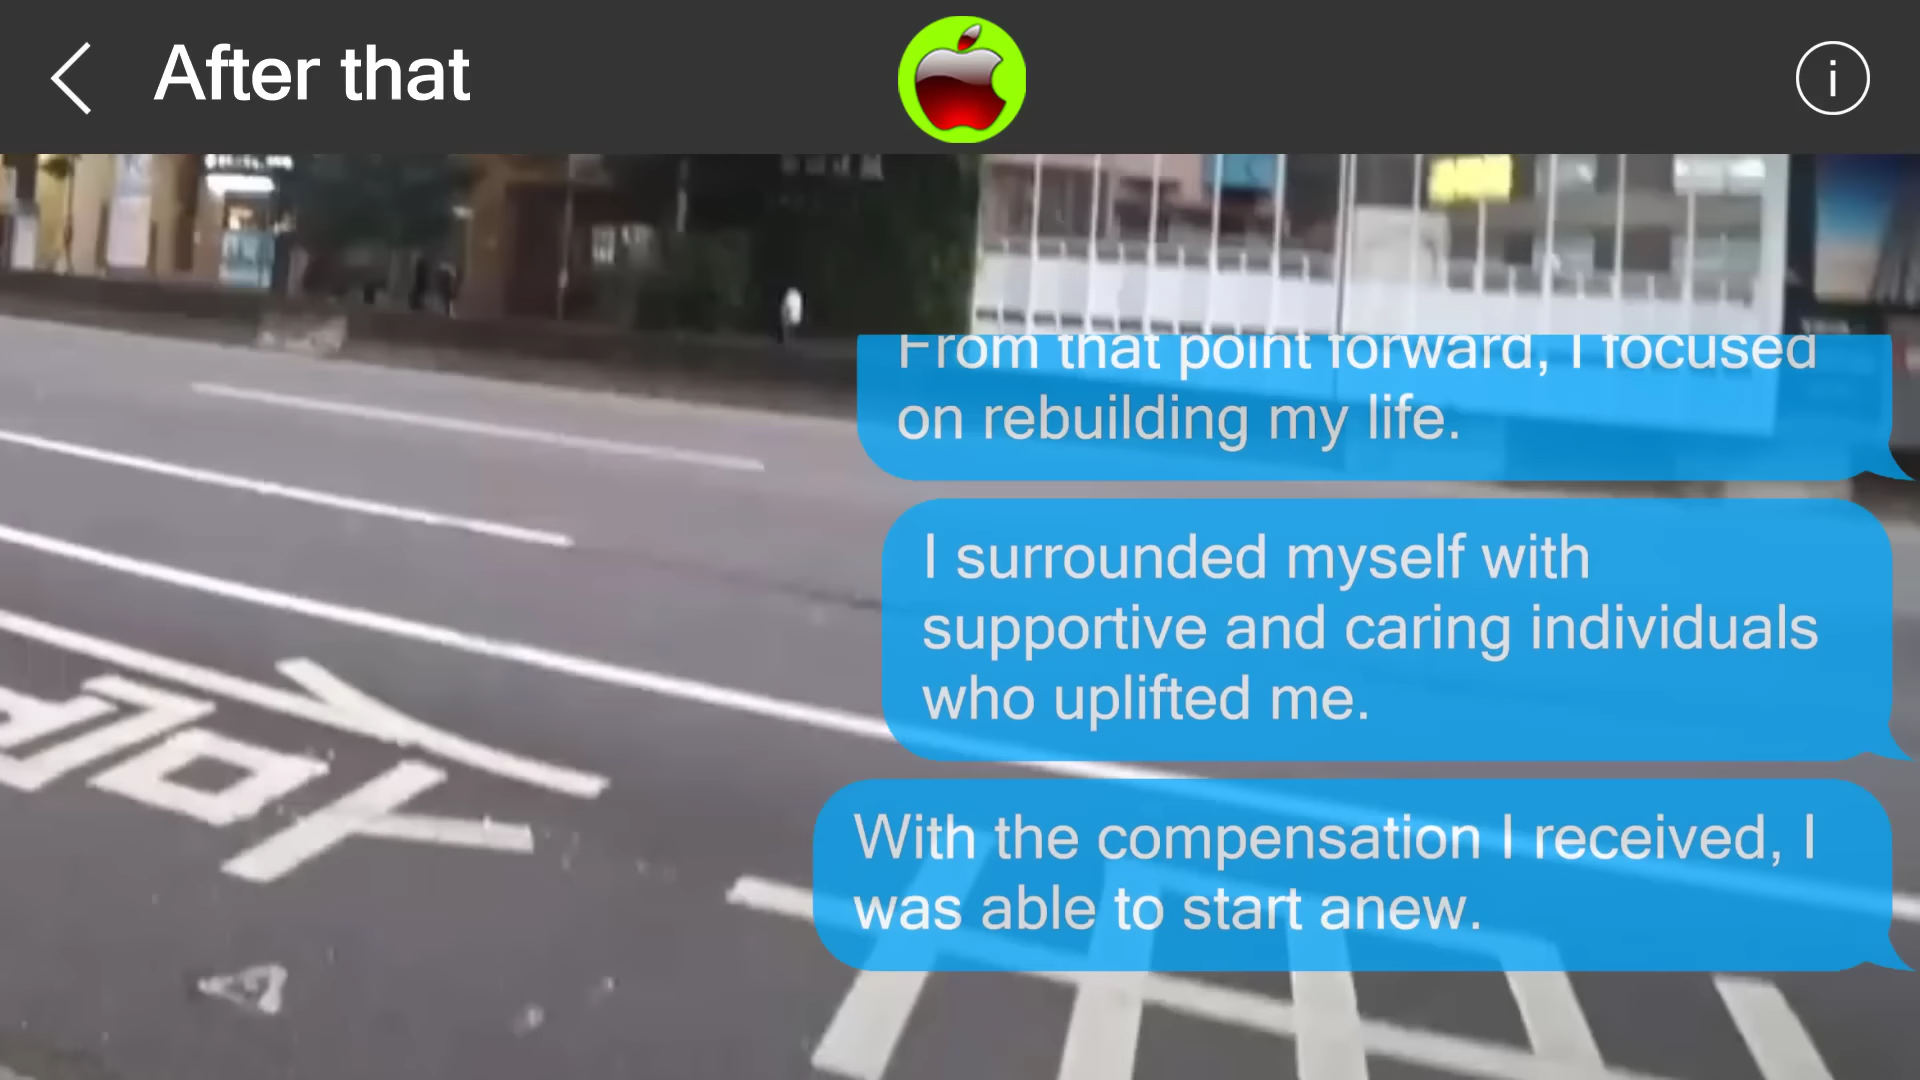 After that
From that point forward, I focused
on rebuilding my life.
I surrounded myself with
supportive and caring individuals
who uplifted me.
With the compensation I received, I
was able to start anew.